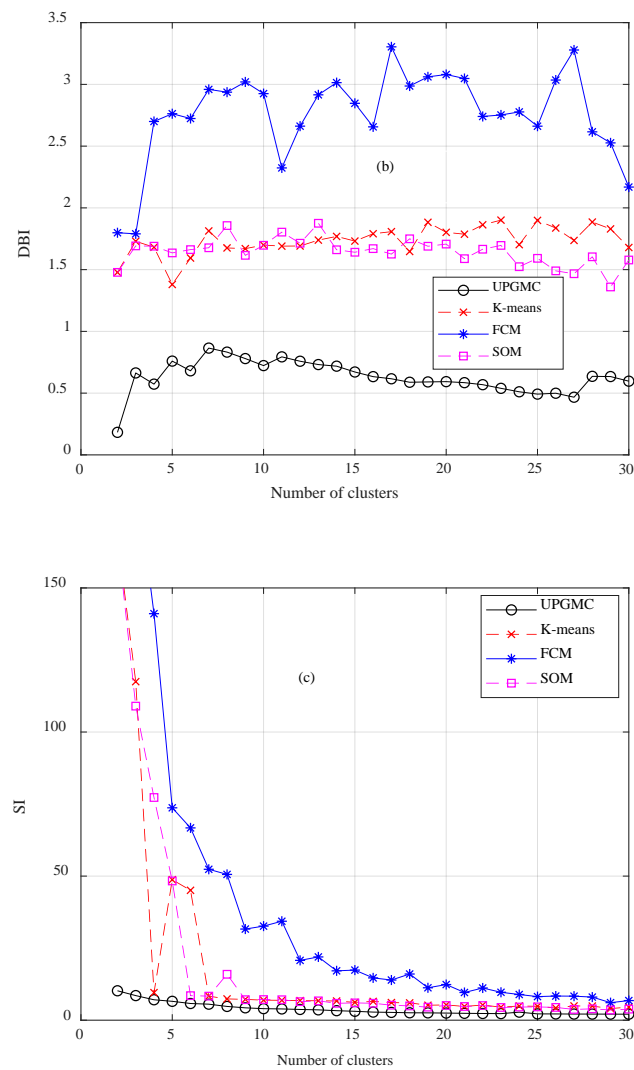 3.5
3
2.5
2
1.5
1
0.5
0
DBI
(b)
UPGMC
K-means
FCM
SOM
0 5 10 15 20 25 30
Number of clusters
150
100
50
0
SI
(c)
UPGMC
K-means
FCM
SOM
0 5 10 15 20 25 30
Number of clusters